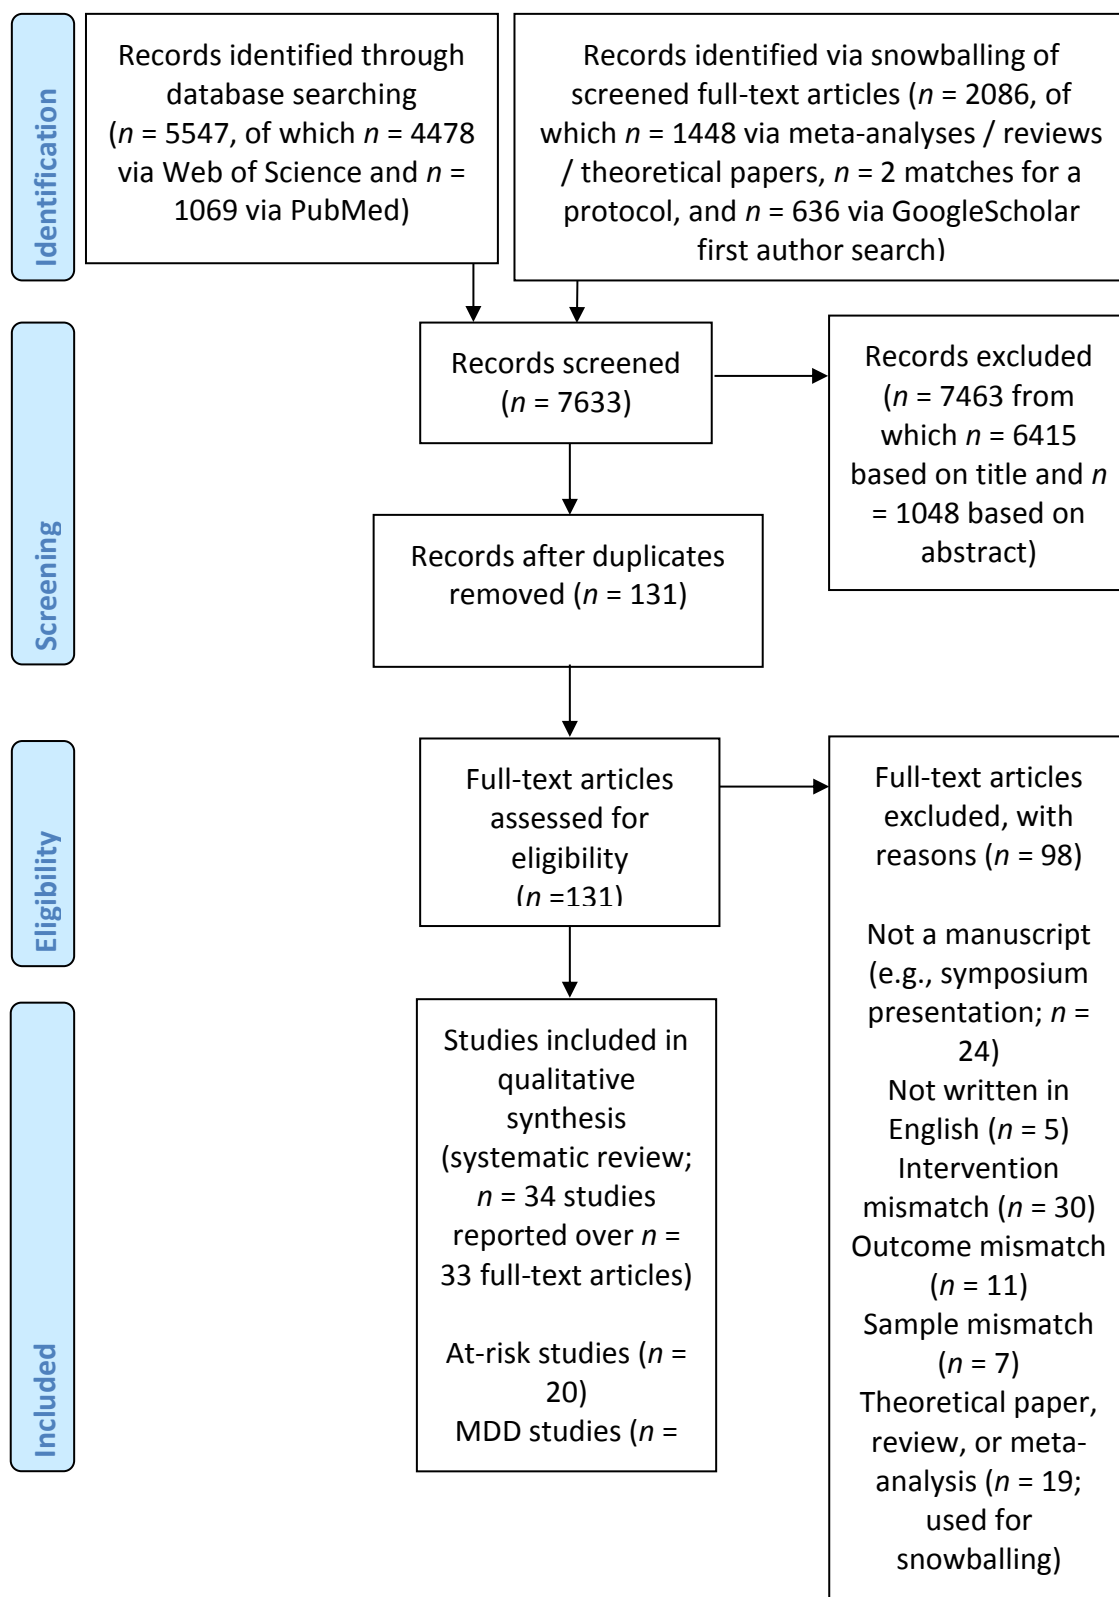 Identification
Records identified through
database searching
(n = 5547, of which n = 4478
via Web of Science and n =
1069 via PubMed)
Records identified via snowballing of
screened full-text articles (n = 2086, of
which n = 1448 via meta-analyses / reviews
/ theoretical papers, n = 2 matches for a
protocol, and n = 636 via GoogleScholar
first author search)
Screening
Records screened
(n = 7633)
Records excluded
(n = 7463 from
which n = 6415
based on title and n
= 1048 based on
abstract)
Records after duplicates
removed (n = 131)
Eligibility
Full-text articles
assessed for
eligibility
(n =131)
Full-text articles
excluded, with
reasons (n = 98)
Not a manuscript
(e.g., symposium
presentation; n =
24)
Not written in
English (n = 5)
Intervention
mismatch (n = 30)
Outcome mismatch
(n = 11)
Sample mismatch
(n = 7)
Theoretical paper,
review, or meta-
analysis (n = 19;
used for
snowballing)
Included
Studies included in
qualitative
synthesis
(systematic review;
n = 34 studies
reported over n =
33 full-text articles)
At-risk studies (n =
20)
MDD studies (n =